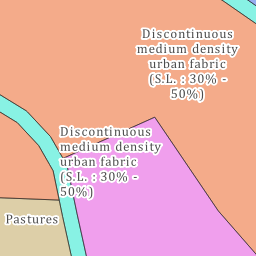 Discontinuous
medium density
urban fabric
(S.L. : 30% -
50%)
Discontinuous
medium density
urban fabric
(S.L. : 30% -
50%)
Pastures